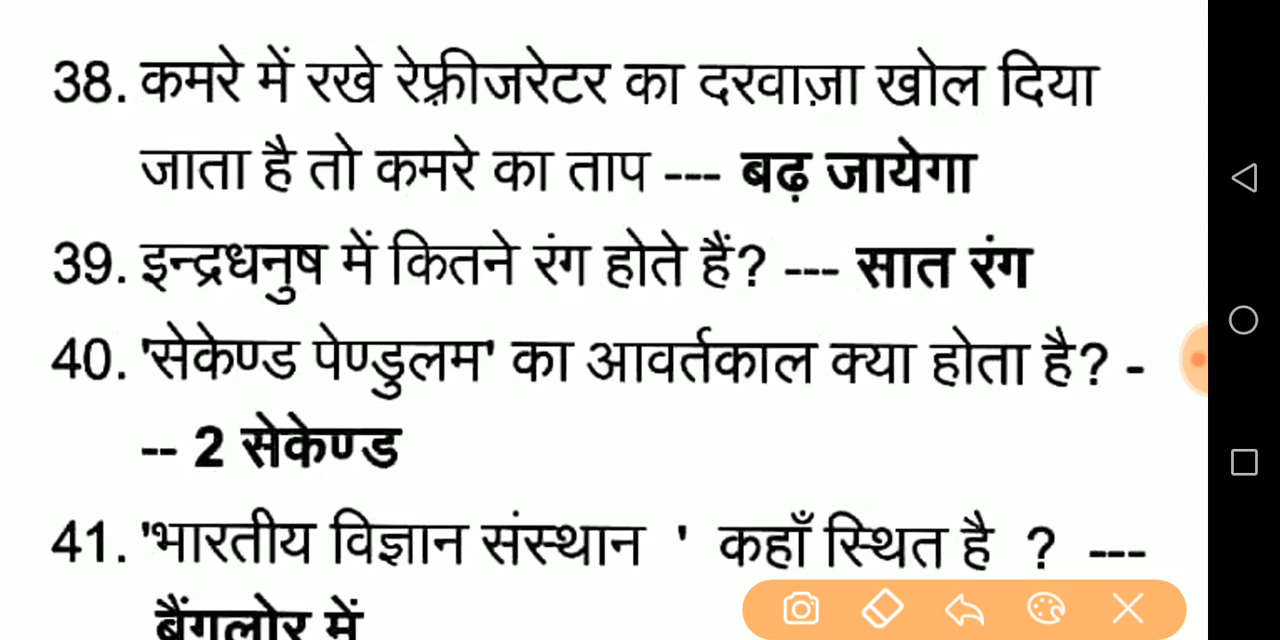 38. कमरे में रखे रेफ़्रीजरेटर का दरवाज़ा खोल दिया
जाता है तो कमरे का ताप --- बढ़ जायेगा
39. इन्द्रधनुष में कितने रंग होते हैं? --- सात रंग
40. 'सेकेण्ड पेण्डुलम' का आवर्तकाल क्या होता है? -
-- 2 सेकेण्ड
41. 'भारतीय विज्ञान संस्थान ' कहाँ स्थित है ? ---
बैंगलोर में